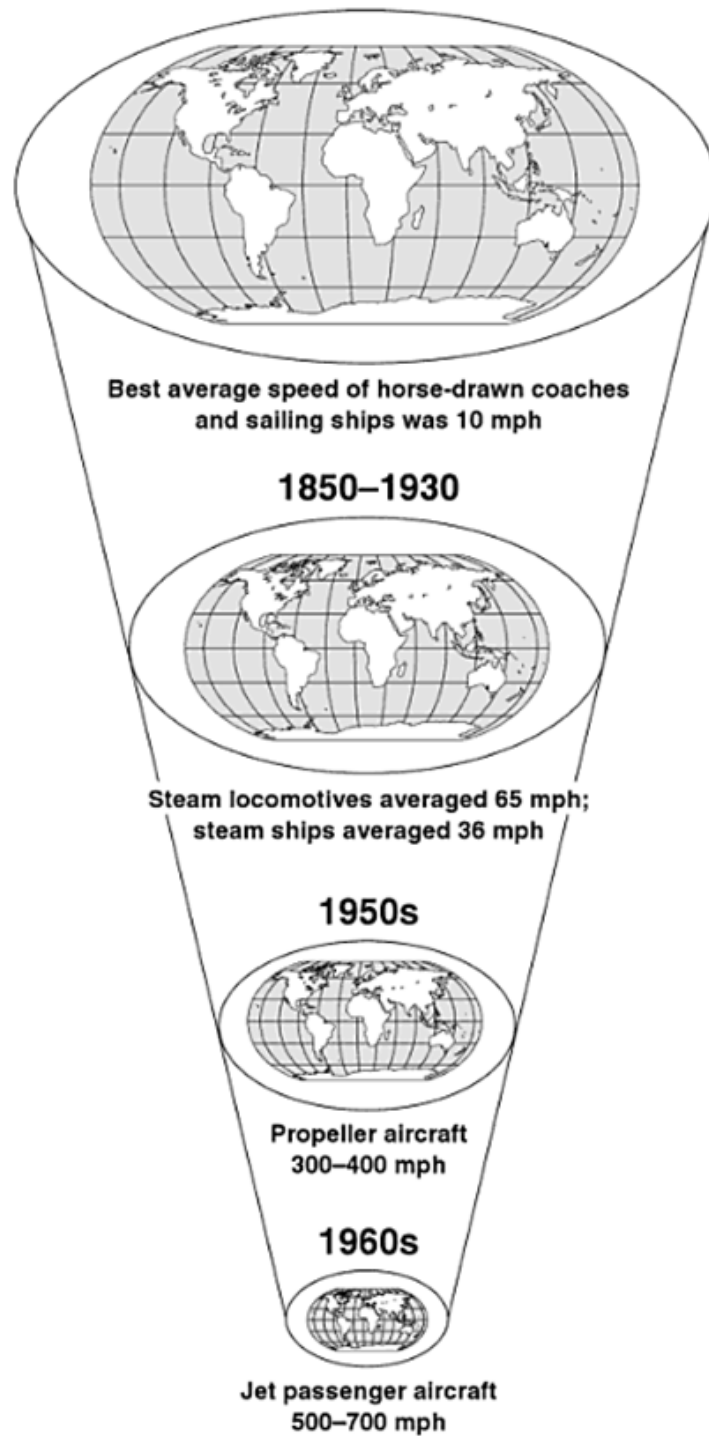 Best average speed of horse-drawn coaches
and sailing ships was 10 mph
1850–1930
Steam locomotives averaged 65 mph;
steam ships averaged 36 mph
1950s
Propeller aircraft
300–400 mph
1960s
Jet passenger aircraft
500–700 mph